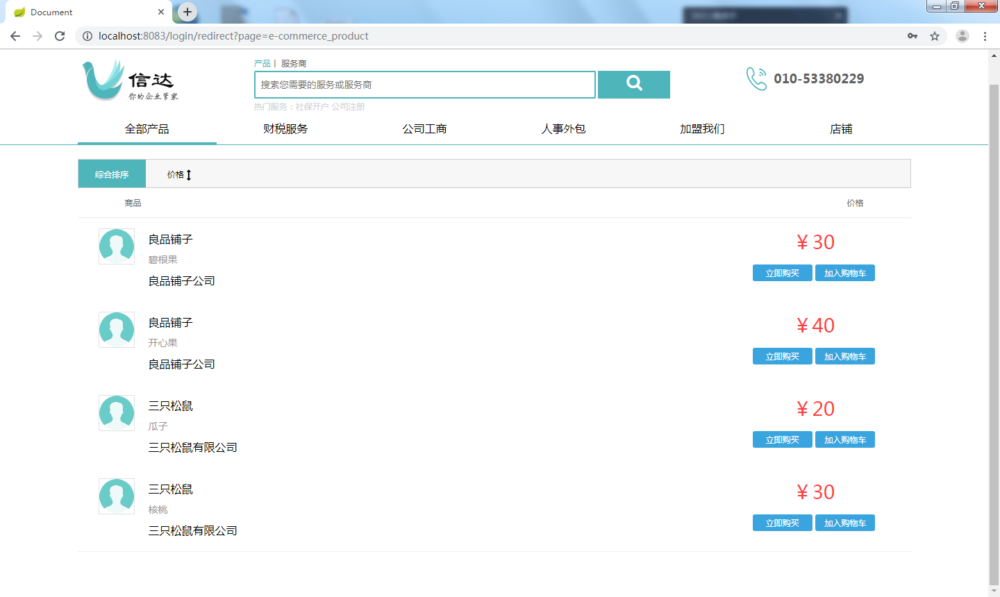 Document
localhost:8083/login/redirect?page=e-commerce_product
信达
你的企业管家
产品 | 服务商
搜索您需要的服务或服务商
热门服务：社保开户 公司注册
010-53380229
全部产品 财税服务 公司工商 人事外包 加盟我们 店铺
综合排序 价格
商品 价格
良品铺子
碧根果
良品铺子公司
¥ 30
立即购买 加入购物车
良品铺子
开心果
良品铺子公司
¥ 40
立即购买 加入购物车
三只松鼠
瓜子
三只松鼠有限公司
¥ 20
立即购买 加入购物车
三只松鼠
核桃
三只松鼠有限公司
¥ 30
立即购买 加入购物车